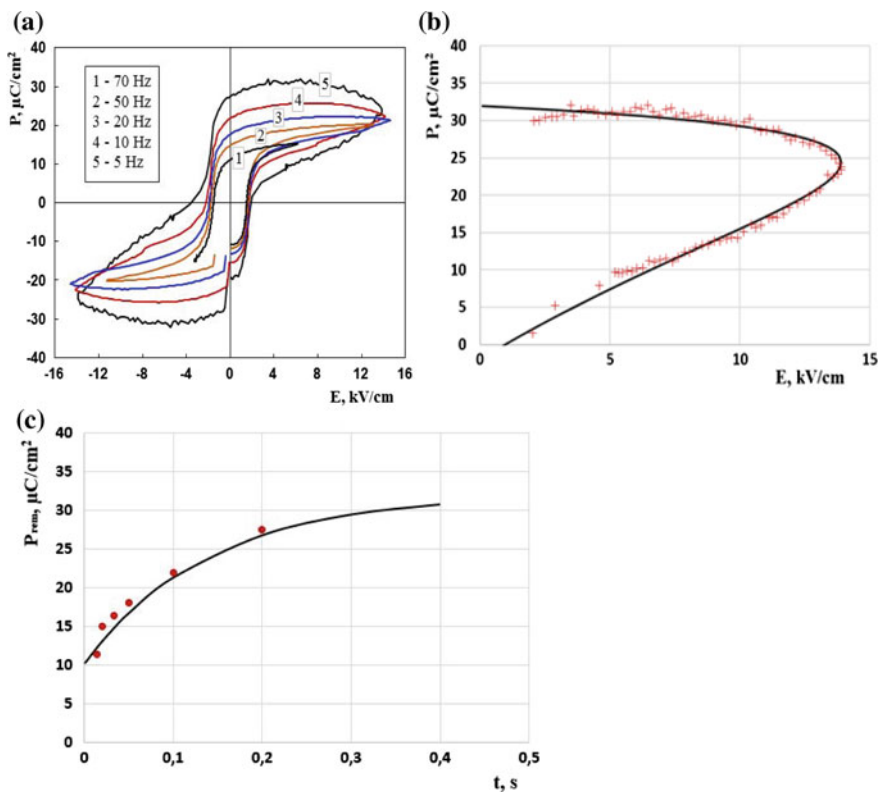 (a)
P, µC/cm²
40
30
20
10
0
-10
-20
-30
-40
1 - 70 Hz
2 - 50 Hz
3 - 20 Hz
4 - 10 Hz
5 - 5 Hz
5
4
3
2
1
-16 -12 -8 -4 0 4 8 12 16
E, kV/cm
(b)
P, µC/cm²
40
35
30
25
20
15
10
5
0
0 5 10 15
E, kV/cm
(c)
Prem, µC/cm²
40
35
30
25
20
15
10
5
0
0 0,1 0,2 0,3 0,4 0,5
t, s